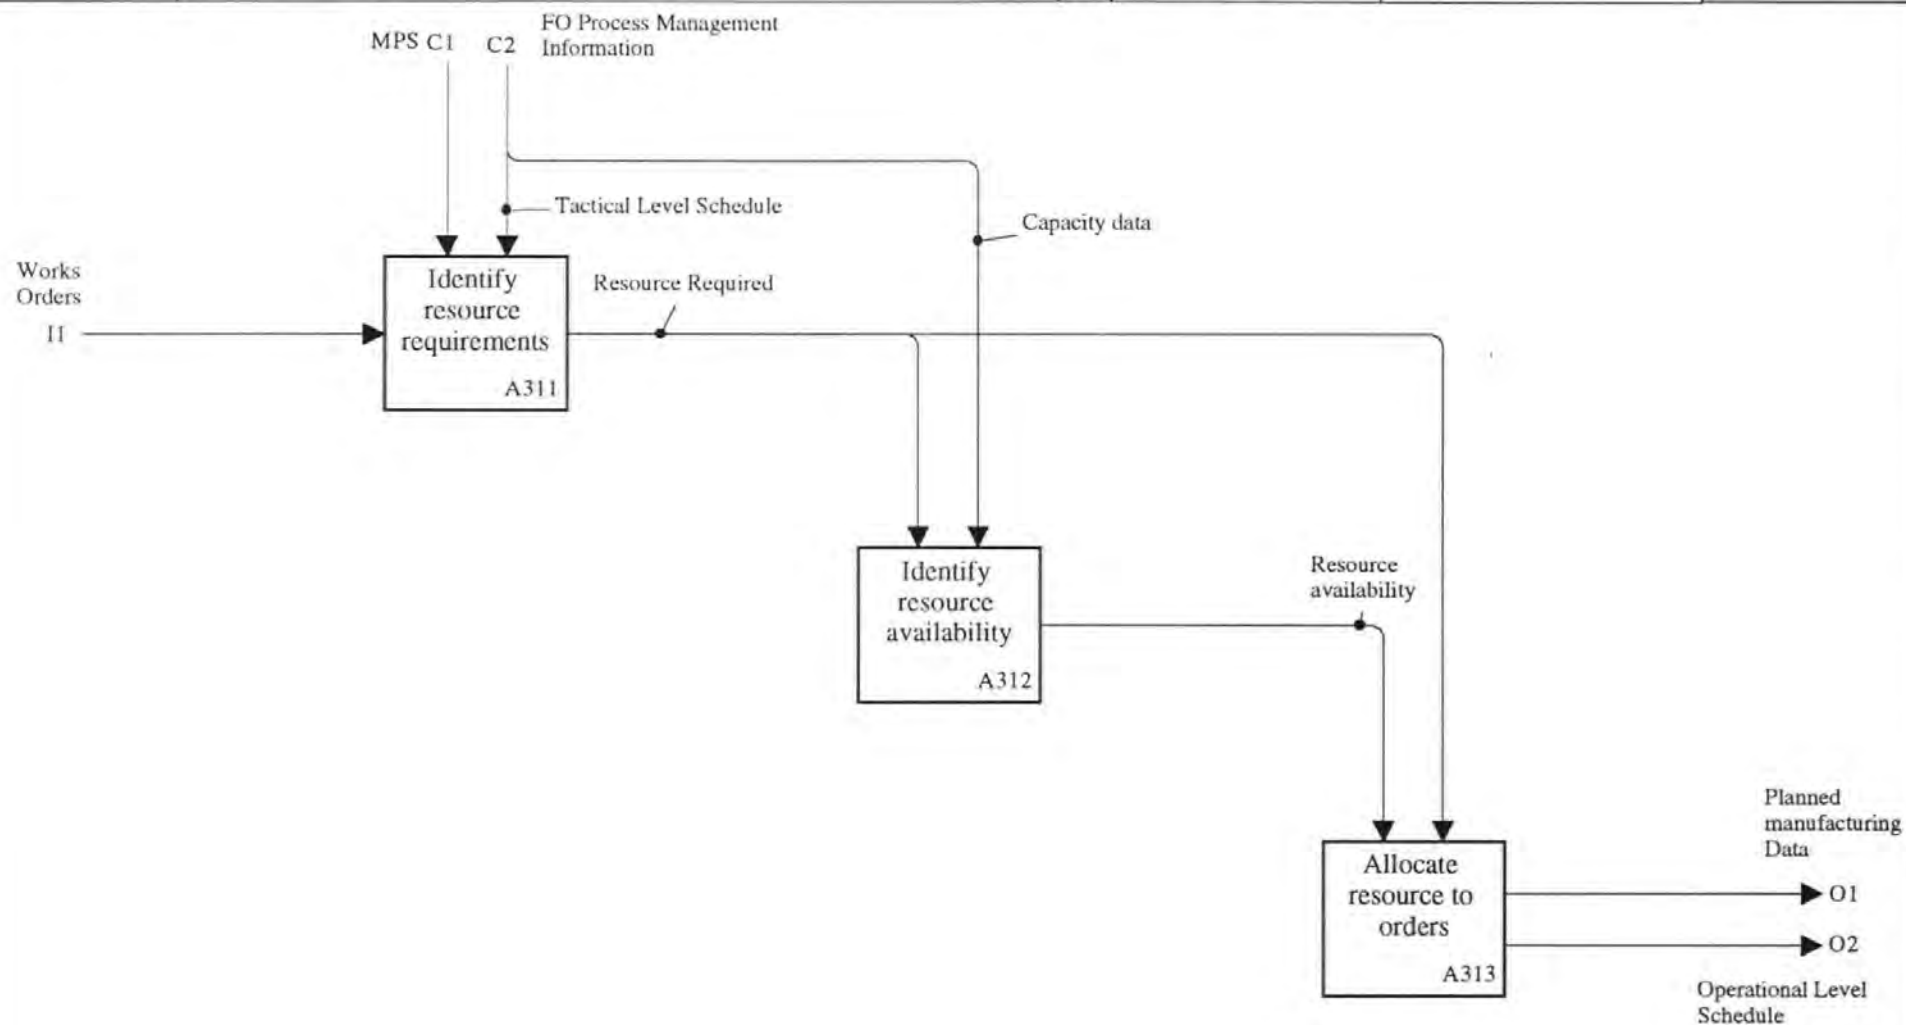 FO Process Management
Information
MPS C1 C2
Tactical Level Schedule
Capacity data
Works
Orders
I1
Identify
resource
requirements
A311
Resource Required
Identify
resource
availability
A312
Resource
availability
Allocate
resource to
orders
A313
Planned
manufacturing
Data
O1
O2
Operational Level
Schedule